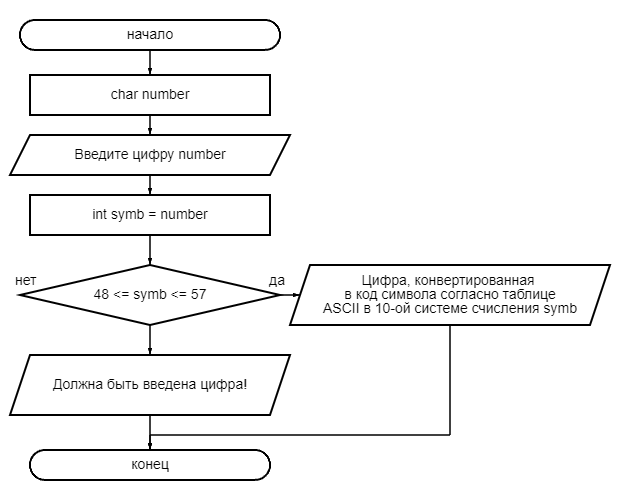 начало
char number
Введите цифру number
int symb = number
нет
да
48 <= symb <= 57
Цифра, конвертированная
в код символа согласно таблице
ASCII в 10-ой системе счисления symb
Должна быть введена цифра!
конец